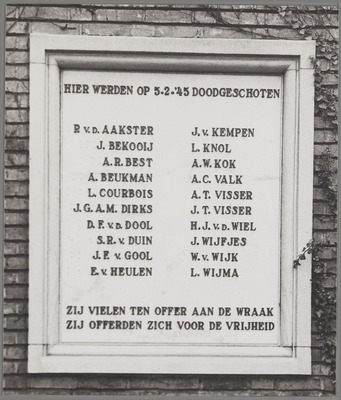 HIER WERDEN OP 5-2-'45 DOODGESCHOTEN
R v.D. AAKSTER
J. BEKOOIJ
A.R. BEST
A. BEUKMAN
L. COURBOIS
J.G.A.M. DIRKS
D.F. v.D. DOOL
S.R. v. DUIN
J.F. v. GOOL
E. v. HEULEN
J. v. KEMPEN
L. KNOL
A.W. KOK
A.C. VALK
A.T. VISSER
J.T. VISSER
H.J. v.D. WIEL
J. WIJFJES
W. v. WIJK
L. WIJMA
ZIJ VIELEN TEN OFFER AAN DE WRAAK
ZIJ OFFERDEN ZICH VOOR DE VRIJHEID